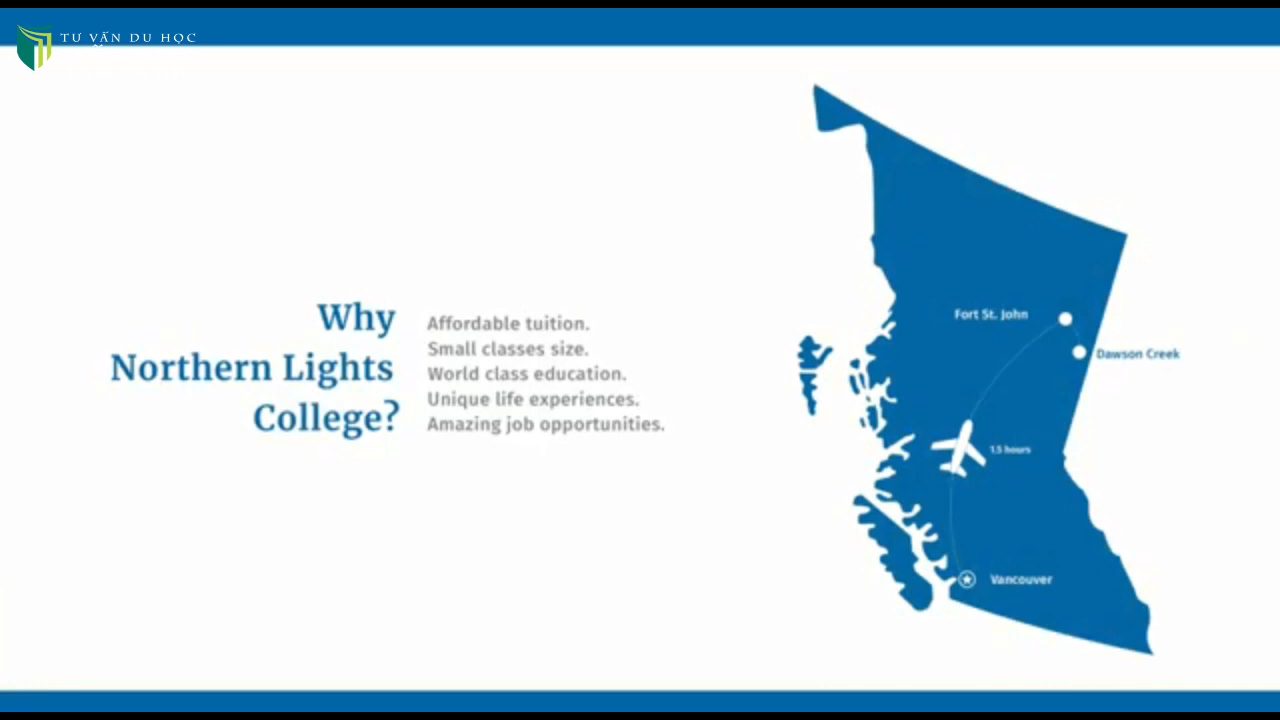 TƯ VẤN DU HỌC
Why
Northern Lights
College?
Affordable tuition.
Small classes size.
World class education.
Unique life experiences.
Amazing job opportunities.
Fort St. John
Dawson Creek
1.5 hours
Vancouver